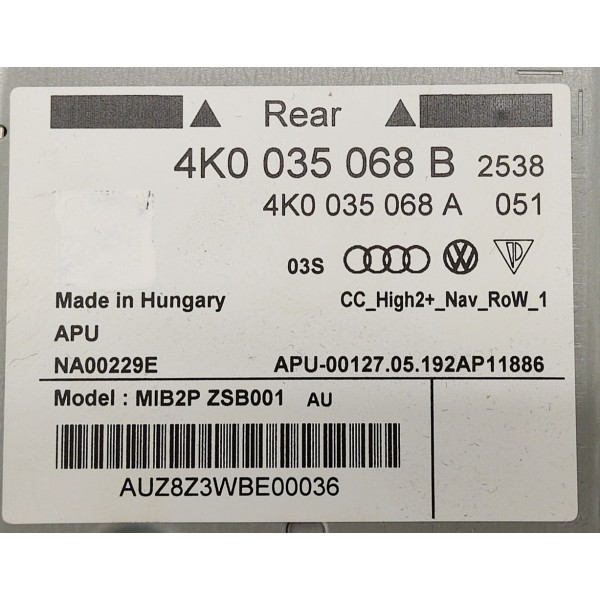 Rear
4K0 035 068 B 2538
4K0 035 068 A 051
03S
Made in Hungary CC_High2+_Nav_RoW_1
APU
NA00229E APU-00127.05.192AP11886
Model : MIB2P ZSB001 AU
AUZ8Z3WBE00036